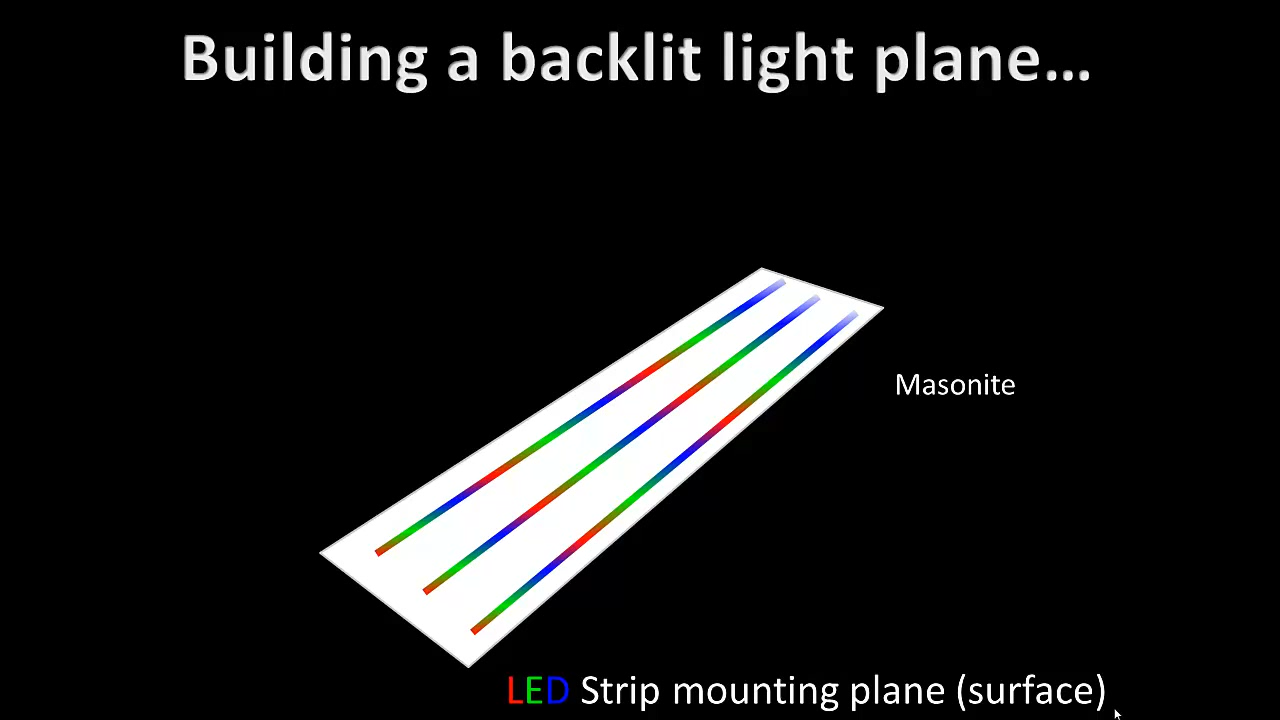 Building a backlit light plane...
Masonite
LED Strip mounting plane (surface)